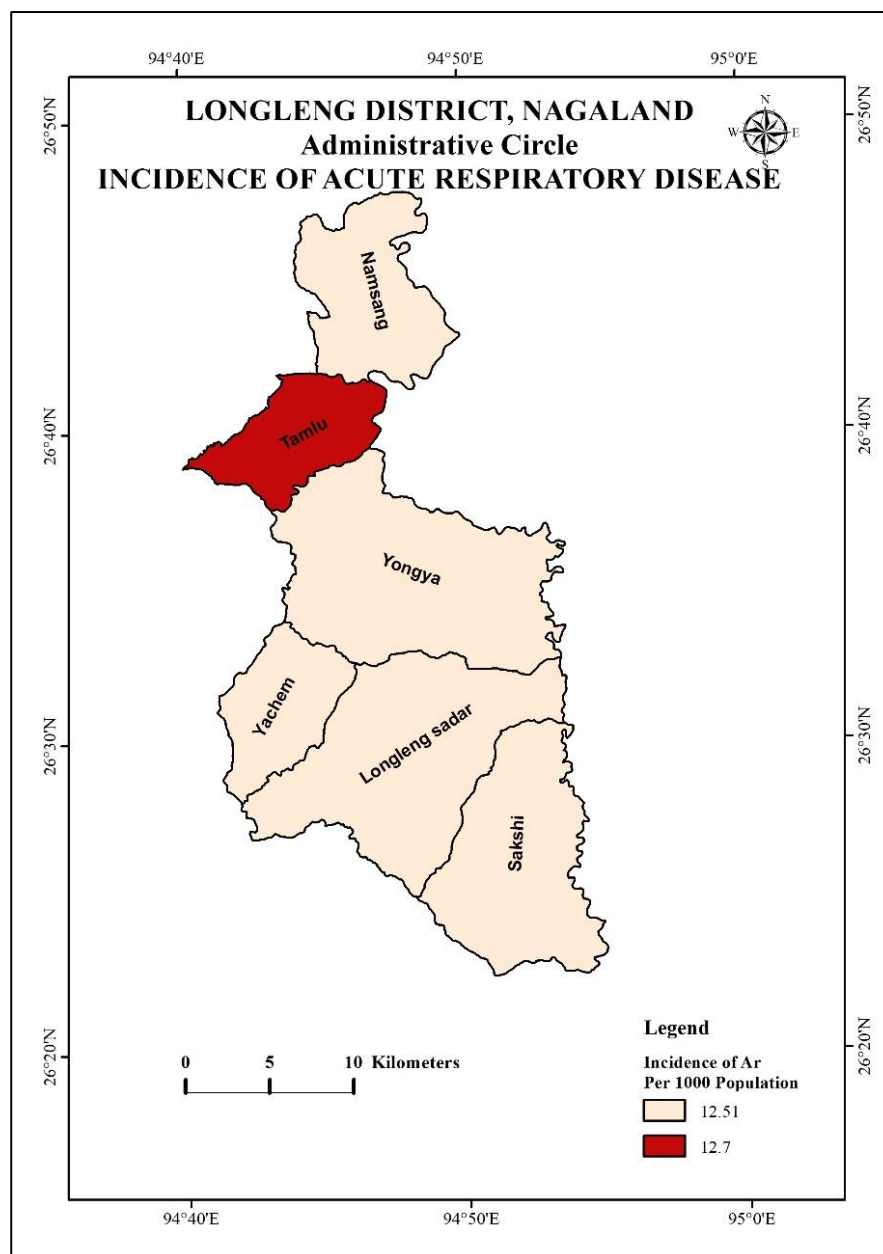 94°40'E 94°50'E 95°0'E
LONGLENG DISTRICT, NAGALAND
Administrative Circle
INCIDENCE OF ACUTE RESPIRATORY DISEASE
N
W E
S
26°50'N 26°50'N
Namsang
Tamlu
26°40'N 26°40'N
Yongya
Yachem
Longleng sadar
26°30'N 26°30'N
Sakshi
26°20'N 26°20'N
0 5 10 Kilometers
Legend
Incidence of Ar
Per 1000 Population
12.51
12.7
94°40'E 94°50'E 95°0'E